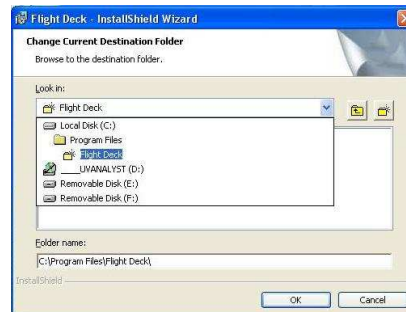 Flight Deck - InstallShield Wizard
Change Current Destination Folder
Browse to the destination folder.
Look in:
Flight Deck
Local Disk (C:)
Program Files
Flight Deck
____UVANALYST (D:)
Removable Disk (E:)
Removable Disk (F:)
Folder name:
C:\Program Files\Flight Deck\
InstallShield
OK Cancel